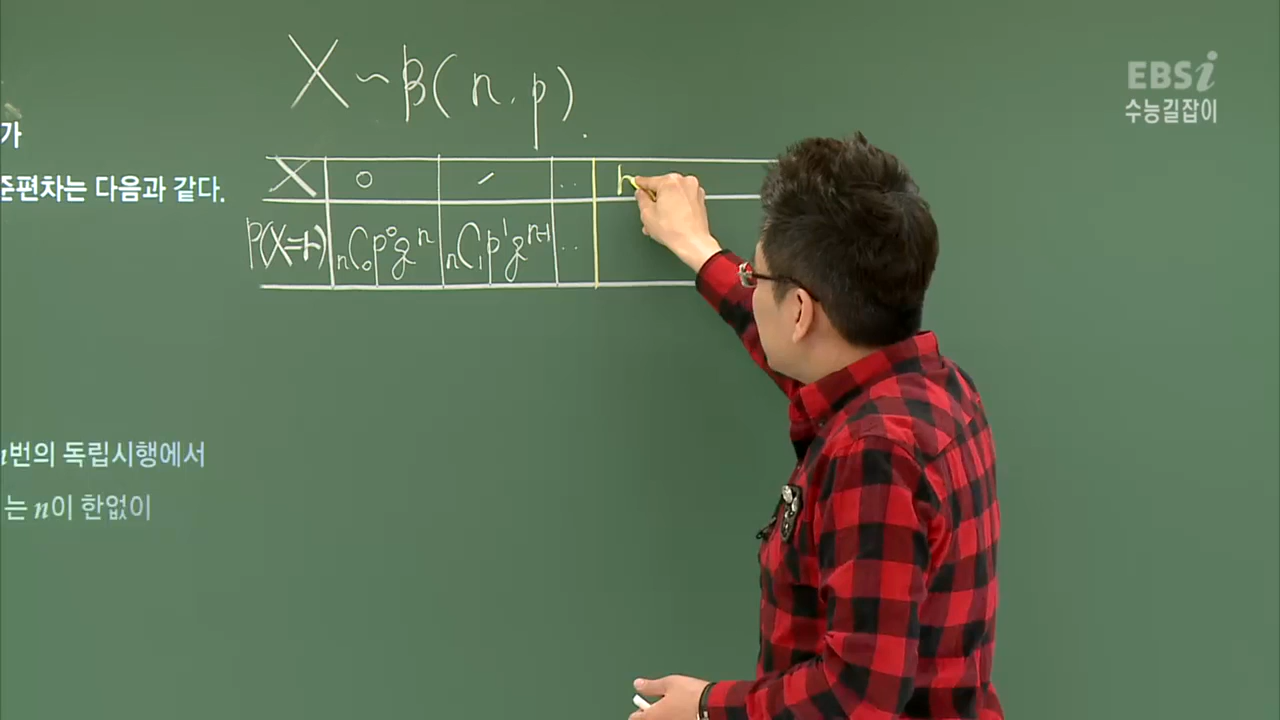 X ~ B(n, p).
EBSi
수능길잡이
가
준편차는 다음과 같다.
X 0 1 ··
P(X=r) ₙC₀p⁰qⁿ ₙC₁p¹qⁿ⁻¹ ··
n번의 독립시행에서
는 n이 한없이